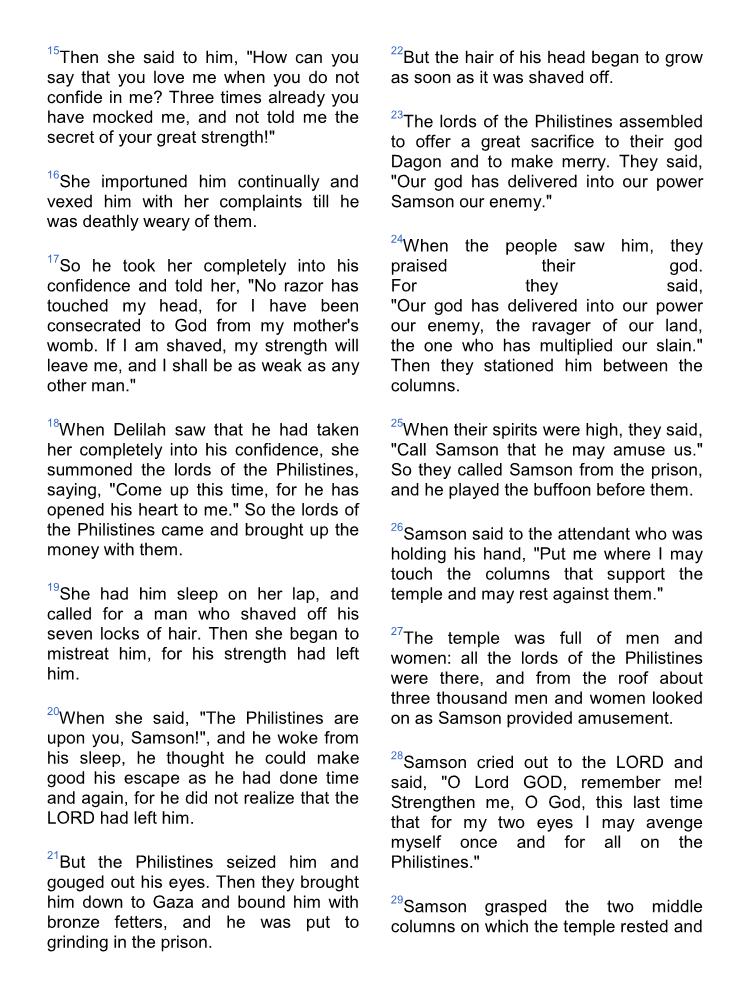 15Then she said to him, "How can you
say that you love me when you do not
confide in me? Three times already you
have mocked me, and not told me the
secret of your great strength!"
16She importuned him continually and
vexed him with her complaints till he
was deathly weary of them.
17So he took her completely into his
confidence and told her, "No razor has
touched my head, for I have been
consecrated to God from my mother's
womb. If I am shaved, my strength will
leave me, and I shall be as weak as any
other man."
18When Delilah saw that he had taken
her completely into his confidence, she
summoned the lords of the Philistines,
saying, "Come up this time, for he has
opened his heart to me." So the lords of
the Philistines came and brought up the
money with them.
19She had him sleep on her lap, and
called for a man who shaved off his
seven locks of hair. Then she began to
mistreat him, for his strength had left
him.
20When she said, "The Philistines are
upon you, Samson!", and he woke from
his sleep, he thought he could make
good his escape as he had done time
and again, for he did not realize that the
LORD had left him.
21But the Philistines seized him and
gouged out his eyes. Then they brought
him down to Gaza and bound him with
bronze fetters, and he was put to
grinding in the prison.
22But the hair of his head began to grow
as soon as it was shaved off.
23The lords of the Philistines assembled
to offer a great sacrifice to their god
Dagon and to make merry. They said,
"Our god has delivered into our power
Samson our enemy."
24When the people saw him, they
praised their god.
For they said,
"Our god has delivered into our power
our enemy, the ravager of our land,
the one who has multiplied our slain."
Then they stationed him between the
columns.
25When their spirits were high, they said,
"Call Samson that he may amuse us."
So they called Samson from the prison,
and he played the buffoon before them.
26Samson said to the attendant who was
holding his hand, "Put me where I may
touch the columns that support the
temple and may rest against them."
27The temple was full of men and
women: all the lords of the Philistines
were there, and from the roof about
three thousand men and women looked
on as Samson provided amusement.
28Samson cried out to the LORD and
said, "O Lord GOD, remember me!
Strengthen me, O God, this last time
that for my two eyes I may avenge
myself once and for all on the
Philistines."
29Samson grasped the two middle
columns on which the temple rested and